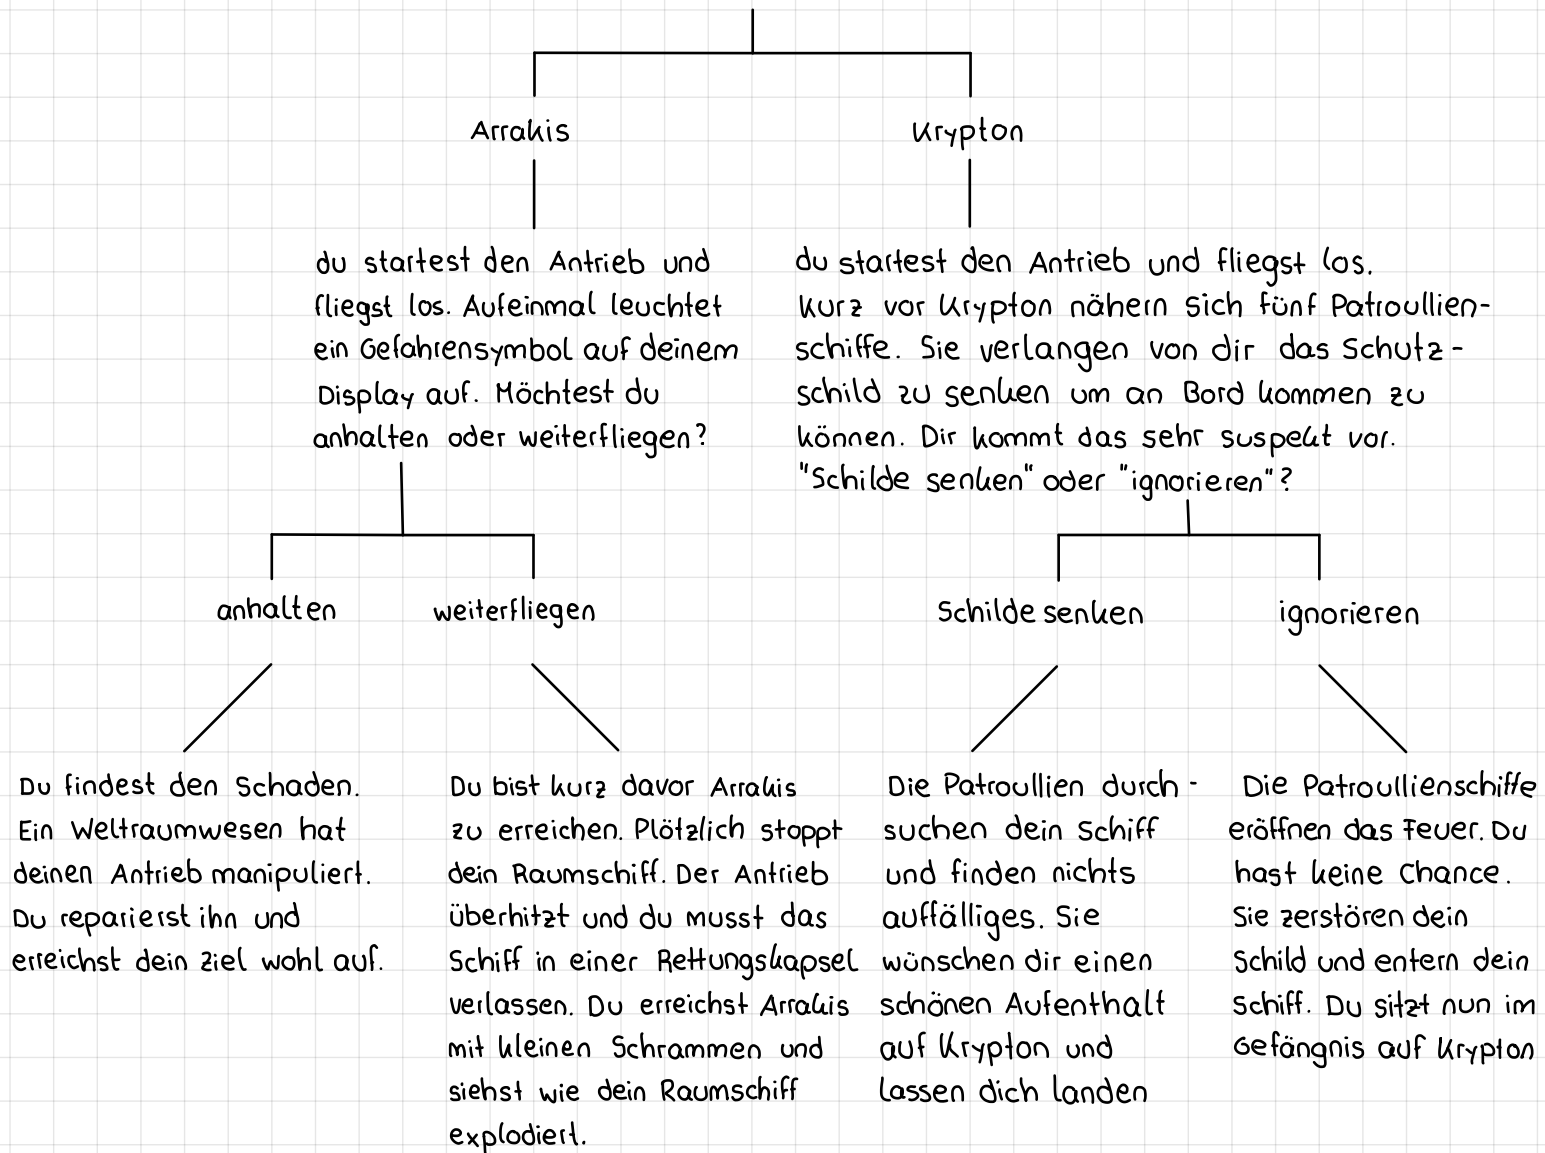 Arrakis
Krypton
du startest den Antrieb und
fliegst los. Aufeinmal leuchtet
ein Gefahrensymbol auf deinem
Display auf. Möchtest du
anhalten oder weiterfliegen?
du startest den Antrieb und fliegst los.
Kurz vor Krypton nähern sich fünf Patroullien-
schiffe. Sie verlangen von dir das Schutz-
schild zu senken um an Bord kommen zu
können. Dir kommt das sehr suspekt vor.
"Schilde senken" oder "ignorieren"?
anhalten
weiterfliegen
Schilde senken
ignorieren
Du findest den Schaden.
Ein Weltraumwesen hat
deinen Antrieb manipuliert.
Du reparierst ihn und
erreichst dein Ziel wohl auf.
Du bist kurz davor Arrakis
zu erreichen. Plötzlich stoppt
dein Raumschiff. Der Antrieb
überhitzt und du musst das
Schiff in einer Rettungskapsel
verlassen. Du erreichst Arrakis
mit kleinen Schrammen und
siehst wie dein Raumschiff
explodiert.
Die Patroullien durch-
suchen dein Schiff
und finden nichts
auffälliges. Sie
wünschen dir einen
schönen Aufenthalt
auf Krypton und
lassen dich landen
Die Patroullienschiffe
eröffnen das Feuer. Du
hast keine Chance.
Sie zerstören dein
Schild und entern dein
Schiff. Du sitzt nun im
Gefängnis auf Krypton